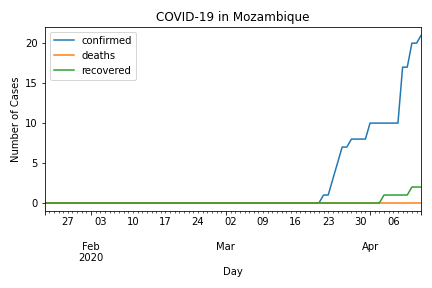 COVID-19 in Mozambique
confirmed
deaths
recovered
Number of Cases
20
15
10
5
0
27 03 10 17 24 02 09 16 23 30 06
Feb Mar Apr
2020
Day